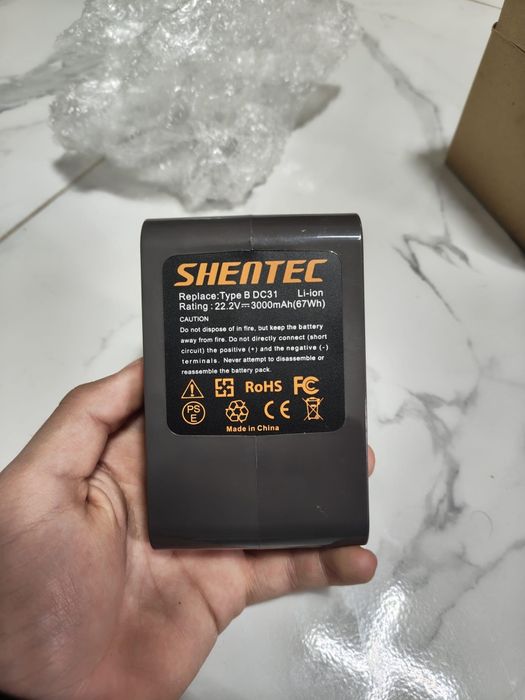 SHENTEC
Replace:Type B DC31 Li-ion
Rating : 22.2V⎓3000mAh(67Wh)
CAUTION
Do not dispose of in fire, but keep the battery
away from fire. Do not directly connect (short
circuit) the positive (+) and the negative (-)
terminals. Never attempt to disassemble or
reassemble the battery pack.
RoHS FC
PS
E
CE
Made in China